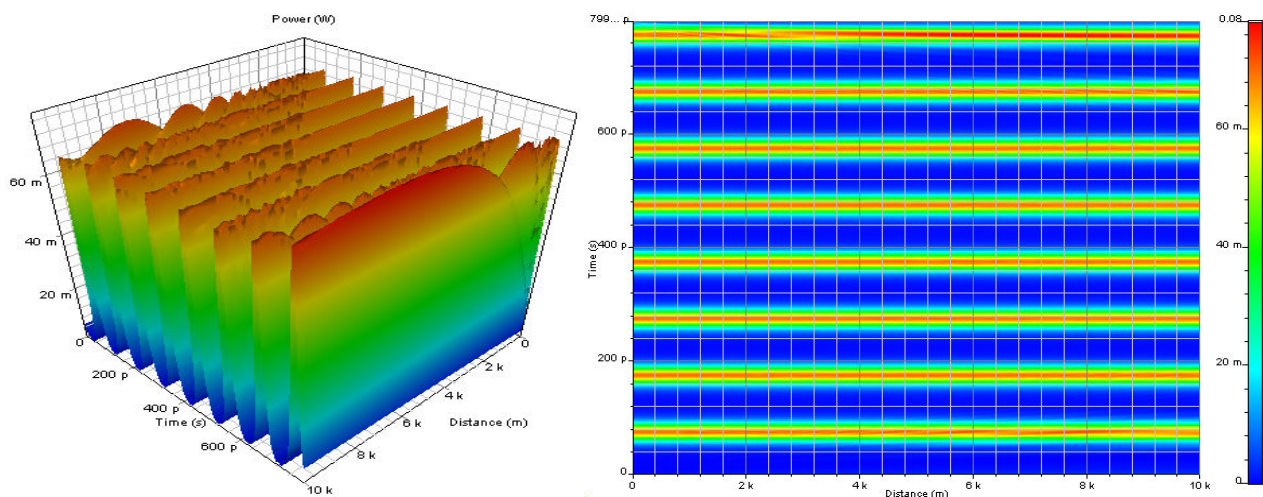 Power (W)
60 m
40 m
20 m
0
200 p
400 p
600 p
Time (s)
10 k
8 k
6 k
4 k
2 k
0
Distance (m)
799... p
600 p
400 p
200 p
0
Time (s)
0
2 k
4 k
6 k
8 k
10 k
Distance (m)
0.08
60 m
40 m
20 m
0